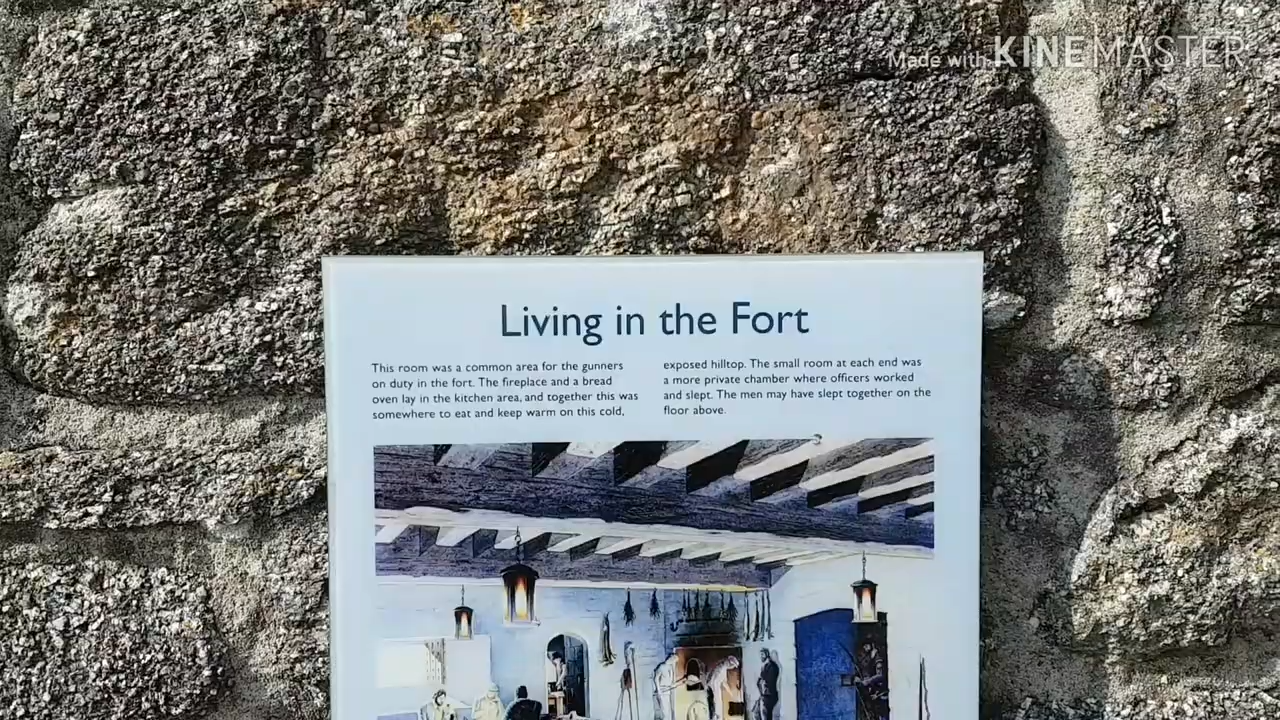 Made with KINEMASTER
Living in the Fort
This room was a common area for the gunners
on duty in the fort. The fireplace and a bread
oven lay in the kitchen area, and together this was
somewhere to eat and keep warm on this cold,
exposed hilltop. The small room at each end was
a more private chamber where officers worked
and slept. The men may have slept together on the
floor above.